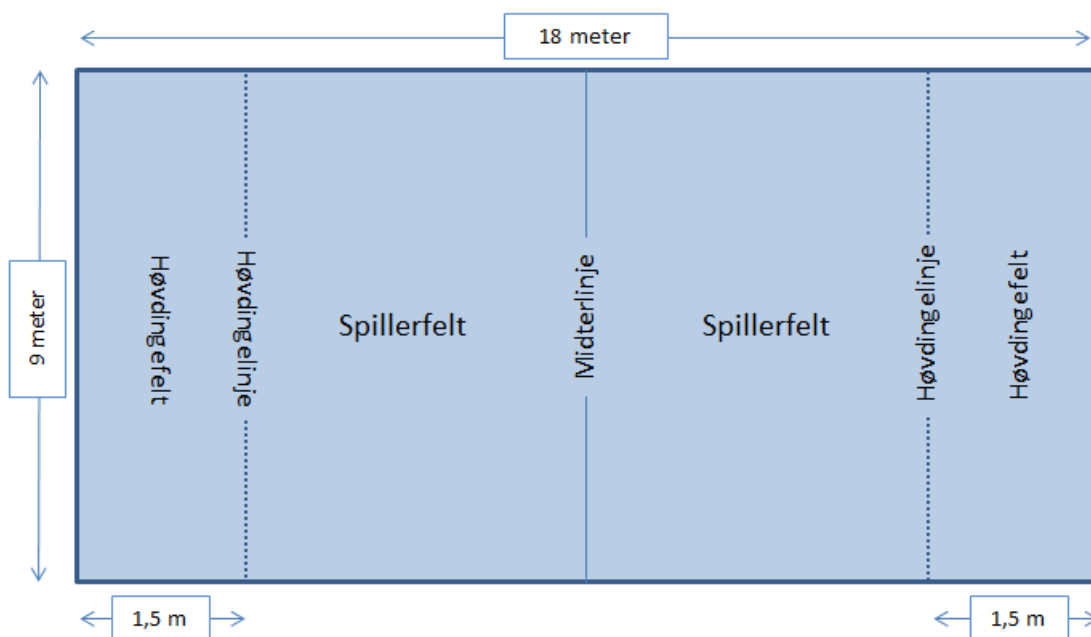 18 meter
9 meter
Høvdingefelt
Høvdingelinje
Spillerfelt
Midterlinje
Spillerfelt
Høvdingelinje
Høvdingefelt
1,5 m
1,5 m